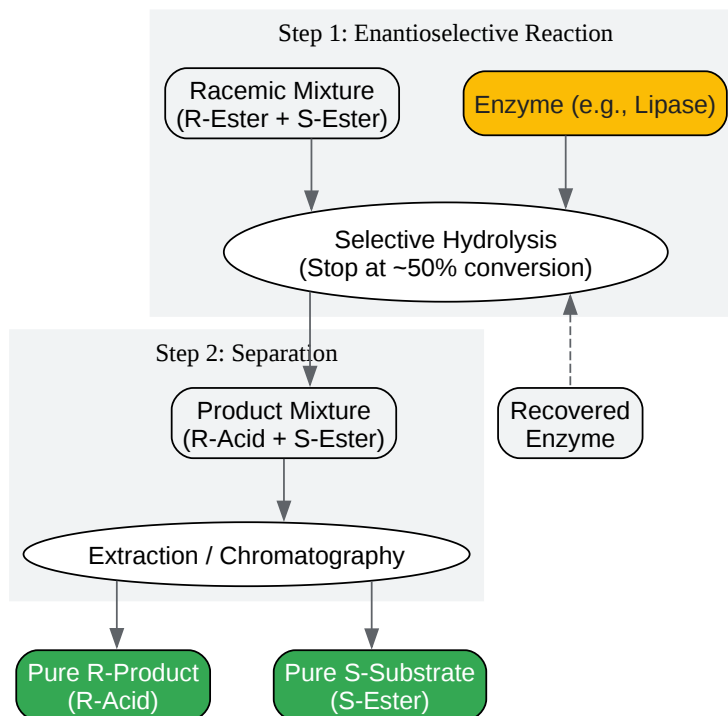 Step 1: Enantioselective Reaction
Racemic Mixture
(R-Ester + S-Ester)
Enzyme (e.g., Lipase)
Selective Hydrolysis
(Stop at ~50% conversion)
Step 2: Separation
Product Mixture
(R-Acid + S-Ester)
Recovered
Enzyme
Extraction / Chromatography
Pure R-Product
(R-Acid)
Pure S-Substrate
(S-Ester)